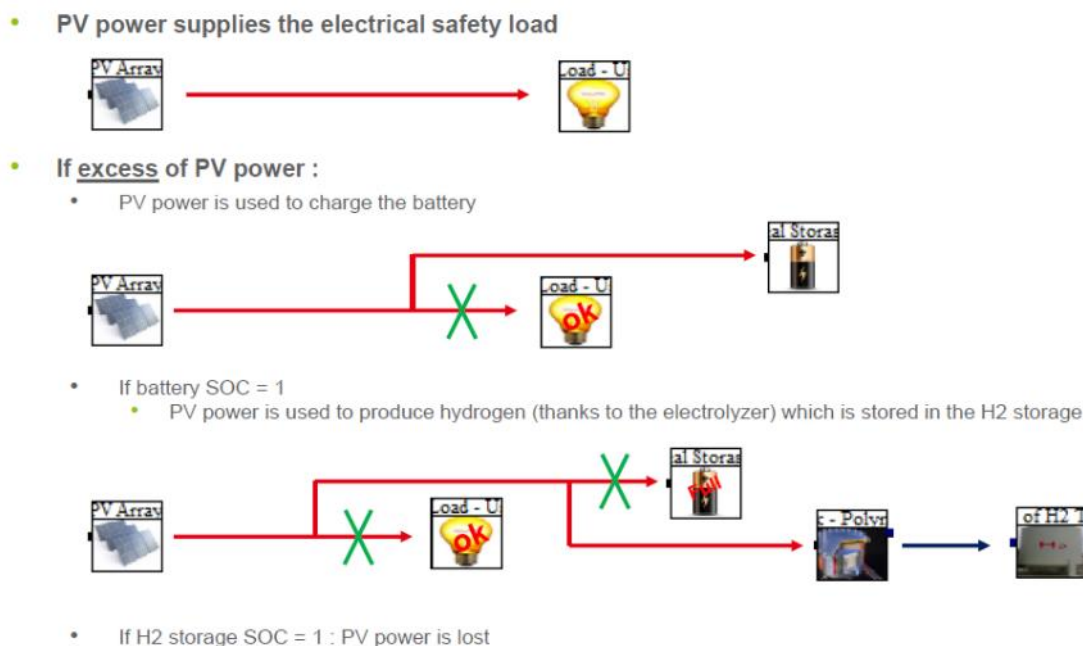 PV power supplies the electrical safety load
PV Array
Load - U
If excess of PV power :
PV power is used to charge the battery
al Storag
PV Array
Load - U
ok
If battery SOC = 1
PV power is used to produce hydrogen (thanks to the electrolyzer) which is stored in the H2 storage
al Storag
Full
PV Array
Load - U
ok
c - Polym
of H2 T
If H2 storage SOC = 1 : PV power is lost